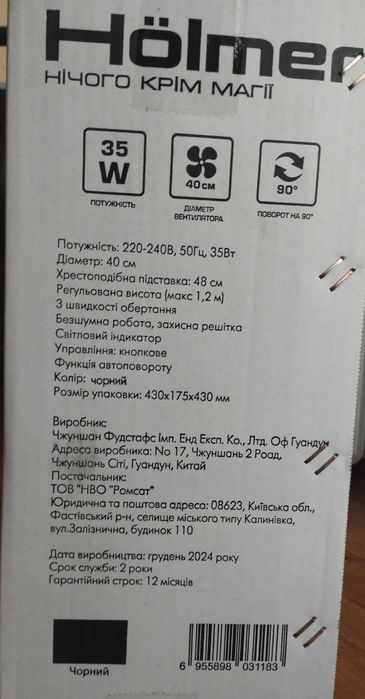 Hölmer
НІЧОГО КРІМ МАГІЇ
35
W
40 СМ
90°
ПОТУЖНІСТЬ
ДІАМЕТР
ВЕНТИЛЯТОРА
ПОВОРОТ НА 90°
Потужність: 220-240В, 50Гц, 35Вт
Діаметр: 40 см
Хрестоподібна підставка: 48 см
Регульована висота (макс 1,2 м)
3 швидкості обертання
Безшумна робота, захисна решітка
Світловий індикатор
Управління: кнопкове
Функція автоповороту
Колір: чорний
Розмір упаковки: 430х175х430 мм
Виробник:
Чжуншан Фудстафс Імп. Енд Експ. Ко., Лтд. Оф Гуандун
Адреса виробника: No 17, Чжуншань 2 Роад,
Чжуншань Сіті, Гуандун, Китай
Постачальник:
ТОВ "НВО "Ромсат"
Юридична та поштова адреса: 08623, Київська обл.,
Фастівський р-н, селище міського типу Калинівка,
вул.Залізнична, будинок 110
Дата виробництва: грудень 2024 року
Срок служби: 2 роки
Гарантійний строк: 12 місяців
Чорний
6 955898 031183